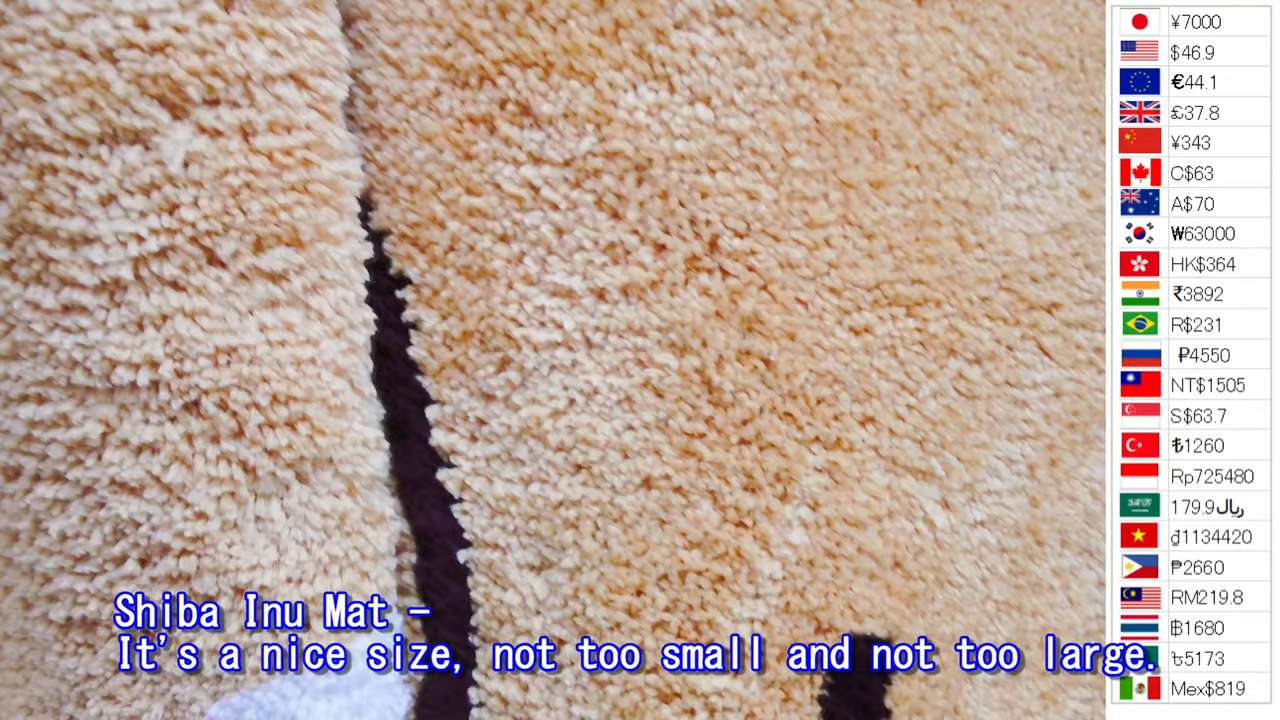 ¥7000
$46.9
€44.1
£37.8
¥343
C$63
A$70
₩63000
HK$364
₹3892
R$231
₽4550
NT$1505
S$63.7
₺1260
Rp725480
179.9ریال
₫1134420
₱2660
RM219.8
฿1680
৳5173
Mex$819
Shiba Inu Mat -
It's a nice size, not too small and not too large.